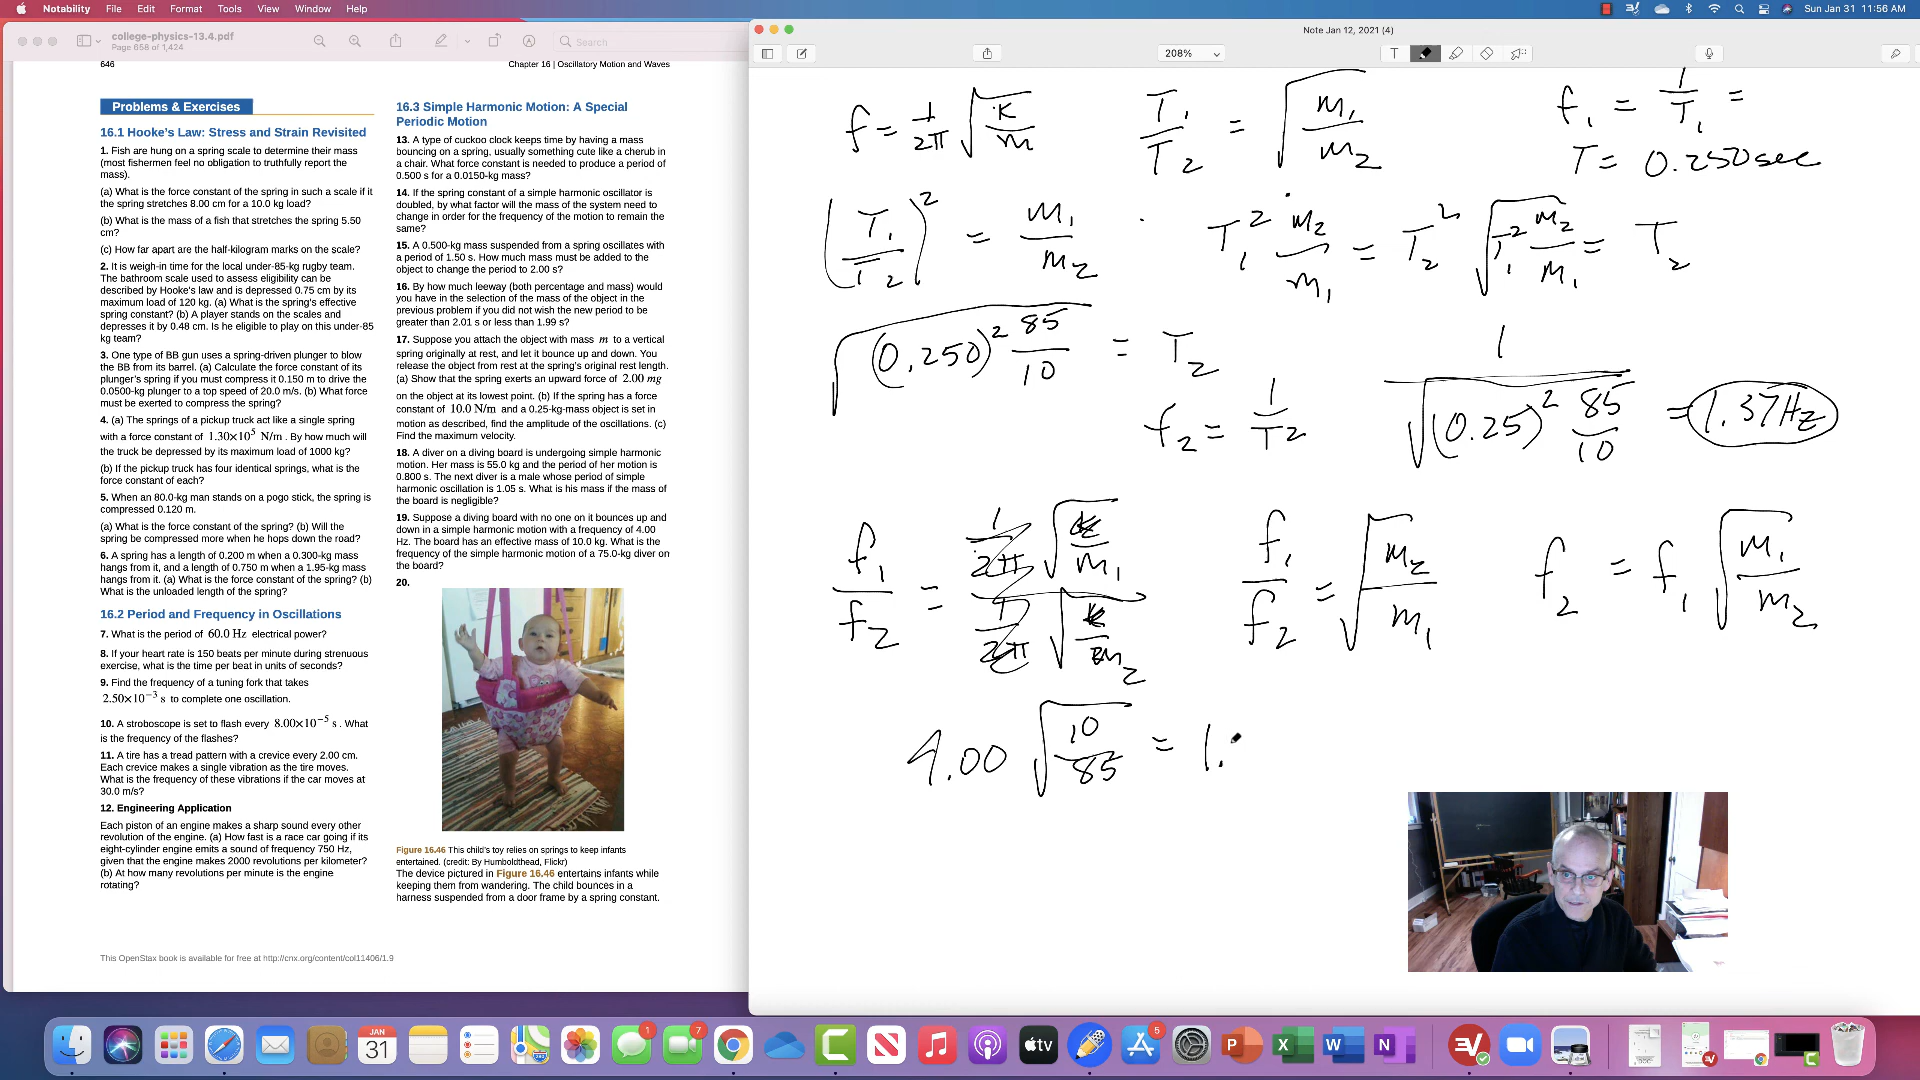 Notability File Edit Format Tools View Window Help
Sun Jan 31 11:56 AM
college-physics-13.4.pdf
Page 658 of 1,424
Search
646
Chapter 16 | Oscillatory Motion and Waves
Problems & Exercises
16.1 Hooke's Law: Stress and Strain Revisited
1. Fish are hung on a spring scale to determine their mass
(most fishermen feel no obligation to truthfully report the
mass).
(a) What is the force constant of the spring in such a scale if it
the spring stretches 8.00 cm for a 10.0 kg load?
(b) What is the mass of a fish that stretches the spring 5.50
cm?
(c) How far apart are the half-kilogram marks on the scale?
2. It is weigh-in time for the local under-85-kg rugby team.
The bathroom scale used to assess eligibility can be
described by Hooke's law and is depressed 0.75 cm by its
maximum load of 120 kg. (a) What is the spring's effective
spring constant? (b) A player stands on the scales and
depresses it by 0.48 cm. Is he eligible to play on this under-85
kg team?
3. One type of BB gun uses a spring-driven plunger to blow
the BB from its barrel. (a) Calculate the force constant of its
plunger's spring if you must compress it 0.150 m to drive the
0.0500-kg plunger to a top speed of 20.0 m/s. (b) What force
must be exerted to compress the spring?
4. (a) The springs of a pickup truck act like a single spring
with a force constant of 1.30×10⁵ N/m . By how much will
the truck be depressed by its maximum load of 1000 kg?
(b) If the pickup truck has four identical springs, what is the
force constant of each?
5. When an 80.0-kg man stands on a pogo stick, the spring is
compressed 0.120 m.
(a) What is the force constant of the spring? (b) Will the
spring be compressed more when he hops down the road?
6. A spring has a length of 0.200 m when a 0.300-kg mass
hangs from it, and a length of 0.750 m when a 1.95-kg mass
hangs from it. (a) What is the force constant of the spring? (b)
What is the unloaded length of the spring?
16.2 Period and Frequency in Oscillations
7. What is the period of 60.0 Hz electrical power?
8. If your heart rate is 150 beats per minute during strenuous
exercise, what is the time per beat in units of seconds?
9. Find the frequency of a tuning fork that takes
2.50×10⁻³ s to complete one oscillation.
10. A stroboscope is set to flash every 8.00×10⁻⁵ s . What
is the frequency of the flashes?
11. A tire has a tread pattern with a crevice every 2.00 cm.
Each crevice makes a single vibration as the tire moves.
What is the frequency of these vibrations if the car moves at
30.0 m/s?
12. Engineering Application
Each piston of an engine makes a sharp sound every other
revolution of the engine. (a) How fast is a race car going if its
eight-cylinder engine emits a sound of frequency 750 Hz,
given that the engine makes 2000 revolutions per kilometer?
(b) At how many revolutions per minute is the engine
rotating?
16.3 Simple Harmonic Motion: A Special
Periodic Motion
13. A type of cuckoo clock keeps time by having a mass
bouncing on a spring, usually something cute like a cherub in
a chair. What force constant is needed to produce a period of
0.500 s for a 0.0150-kg mass?
14. If the spring constant of a simple harmonic oscillator is
doubled, by what factor will the mass of the system need to
change in order for the frequency of the motion to remain the
same?
15. A 0.500-kg mass suspended from a spring oscillates with
a period of 1.50 s. How much mass must be added to the
object to change the period to 2.00 s?
16. By how much leeway (both percentage and mass) would
you have in the selection of the mass of the object in the
previous problem if you did not wish the new period to be
greater than 2.01 s or less than 1.99 s?
17. Suppose you attach the object with mass m to a vertical
spring originally at rest, and let it bounce up and down. You
release the object from rest at the spring's original rest length.
(a) Show that the spring exerts an upward force of 2.00 mg
on the object at its lowest point. (b) If the spring has a force
constant of 10.0 N/m and a 0.25-kg-mass object is set in
motion as described, find the amplitude of the oscillations. (c)
Find the maximum velocity.
18. A diver on a diving board is undergoing simple harmonic
motion. Her mass is 55.0 kg and the period of her motion is
0.800 s. The next diver is a male whose period of simple
harmonic oscillation is 1.05 s. What is his mass if the mass of
the board is negligible?
19. Suppose a diving board with no one on it bounces up and
down in a simple harmonic motion with a frequency of 4.00
Hz. The board has an effective mass of 10.0 kg. What is the
frequency of the simple harmonic motion of a 75.0-kg diver on
the board?
20.
Figure 16.46 This child's toy relies on springs to keep infants
entertained. (credit: By Humboldthead, Flickr)
The device pictured in Figure 16.46 entertains infants while
keeping them from wandering. The child bounces in a
harness suspended from a door frame by a spring constant.
This OpenStax book is available for free at http://cnx.org/content/col11406/1.9
Note Jan 12, 2021 (4)
208%
T
f = 1/2π √(k/m) T₁/T₂ = √(m₁/m₂) f₁ = 1/T₁ =
T = 0.250 sec
(T₁/T₂)² = m₁/m₂ T₁² m₂/m₁ = T₂² √(T₁² m₂/m₁) = T₂
√((0.250)² 85/10) = T₂
f₂ = 1/T₂ 1/√((0.25)² 85/10) = 1.37Hz
f₁/f₂ = (1/2π √(k/m₁))/(1/2π √(k/m₂)) f₁/f₂ = √(m₂/m₁) f₂ = f₁ √(m₁/m₂)
4.00 √(10/85) = 1.
JAN
31
1
7
5
tv
P X W N